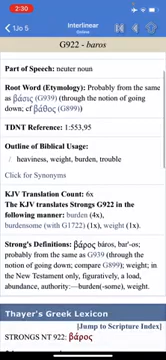 2:30
Interlinear
1Jo 5
G922 - baros
Part of Speech: neuter noun
Root Word (Etymology): Probably from the same
as βάσις (G939) (through the notion of going
down; cf βάθος (G899))
TDNT Reference: 1:553,95
Outline of Biblical Usage:
heaviness, weight, burden, trouble
Click for Synonyms
KJV Translation Count: 6x
The KJV translates Strongs G922 in the
following manner: burden (4x),
burdensome (with G1722) (1x), weight (1x).
Strong's Definitions: βάρος báros, bar'-os;
probably from the same as G939 (through the
notion of going down; compare G899); weight; in
the New Testament only, figuratively, a load,
abundance, authority:—burden(-some), weight.
Thayer's Greek Lexicon
[Jump to Scripture Index]
STRONGS NT 922: βάρος